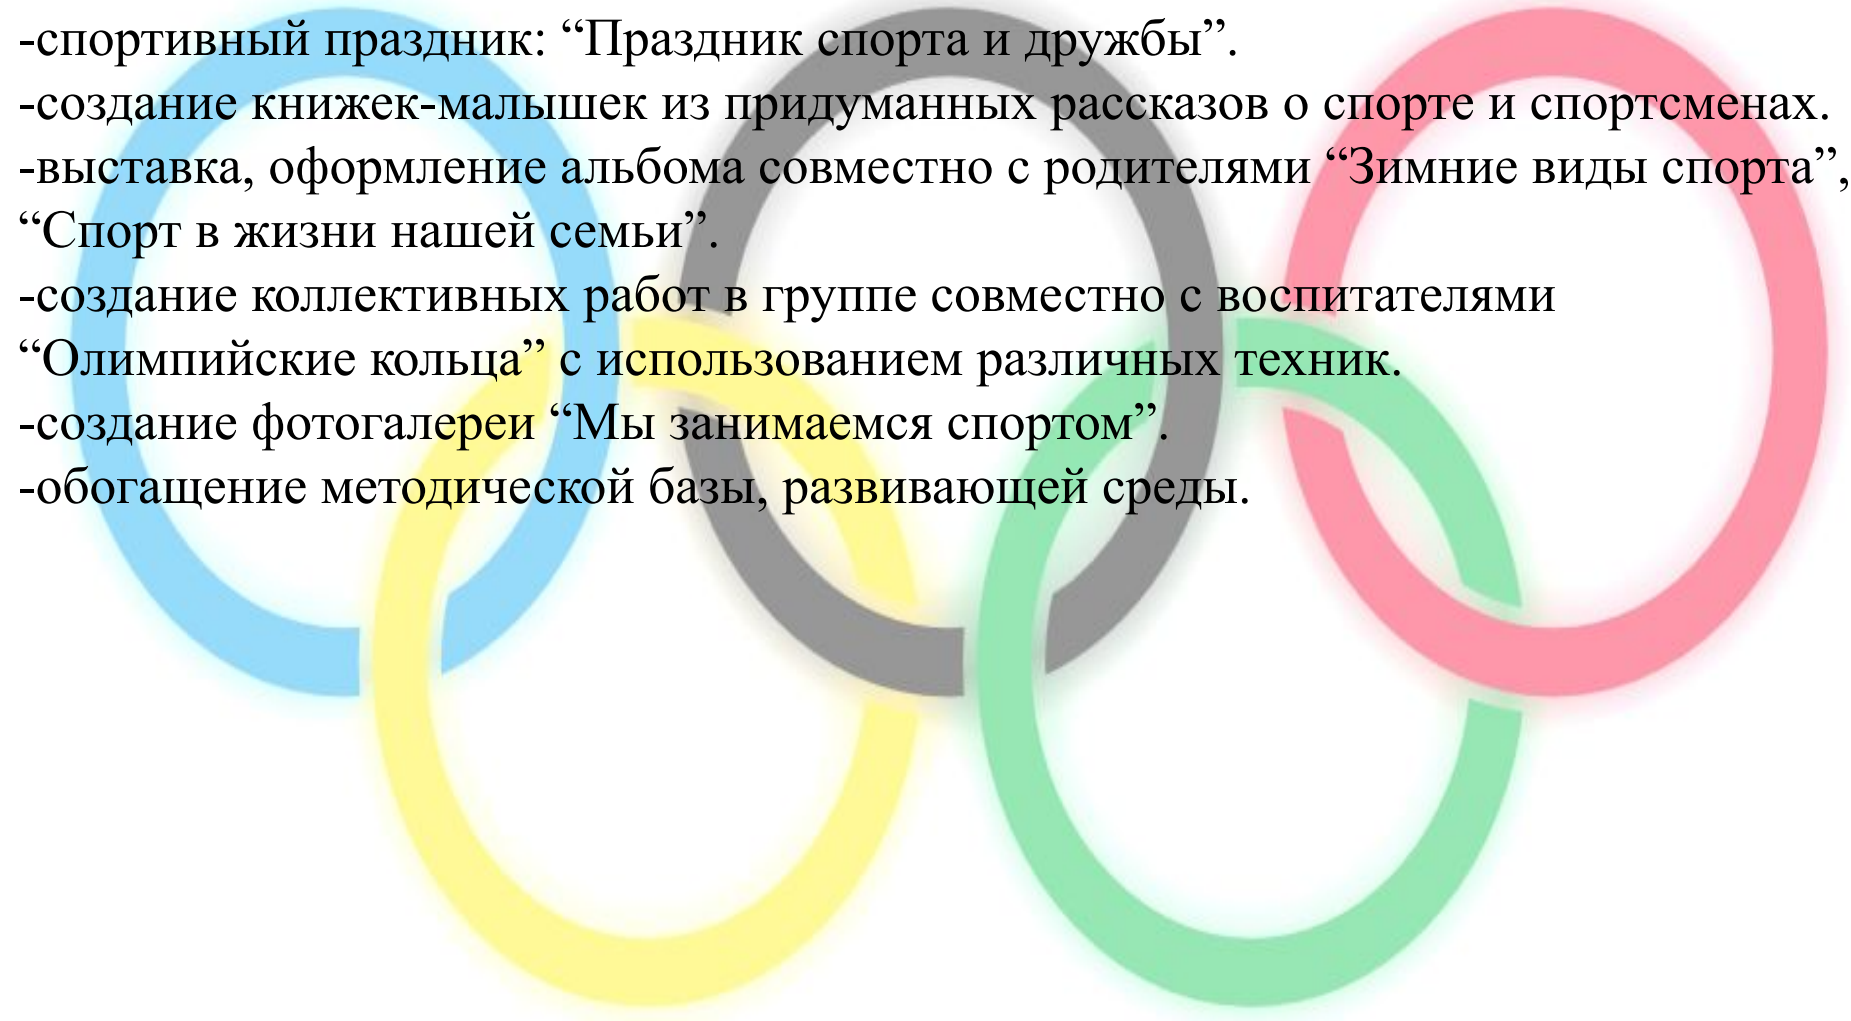 -спортивный праздник: “Праздник спорта и дружбы”.
-создание книжек-малышек из придуманных рассказов о спорте и спортсменах.
-выставка, оформление альбома совместно с родителями “Зимние виды спорта”,
“Спорт в жизни нашей семьи”.
-создание коллективных работ в группе совместно с воспитателями
“Олимпийские кольца” с использованием различных техник.
-создание фотогалереи “Мы занимаемся спортом”.
-обогащение методической базы, развивающей среды.